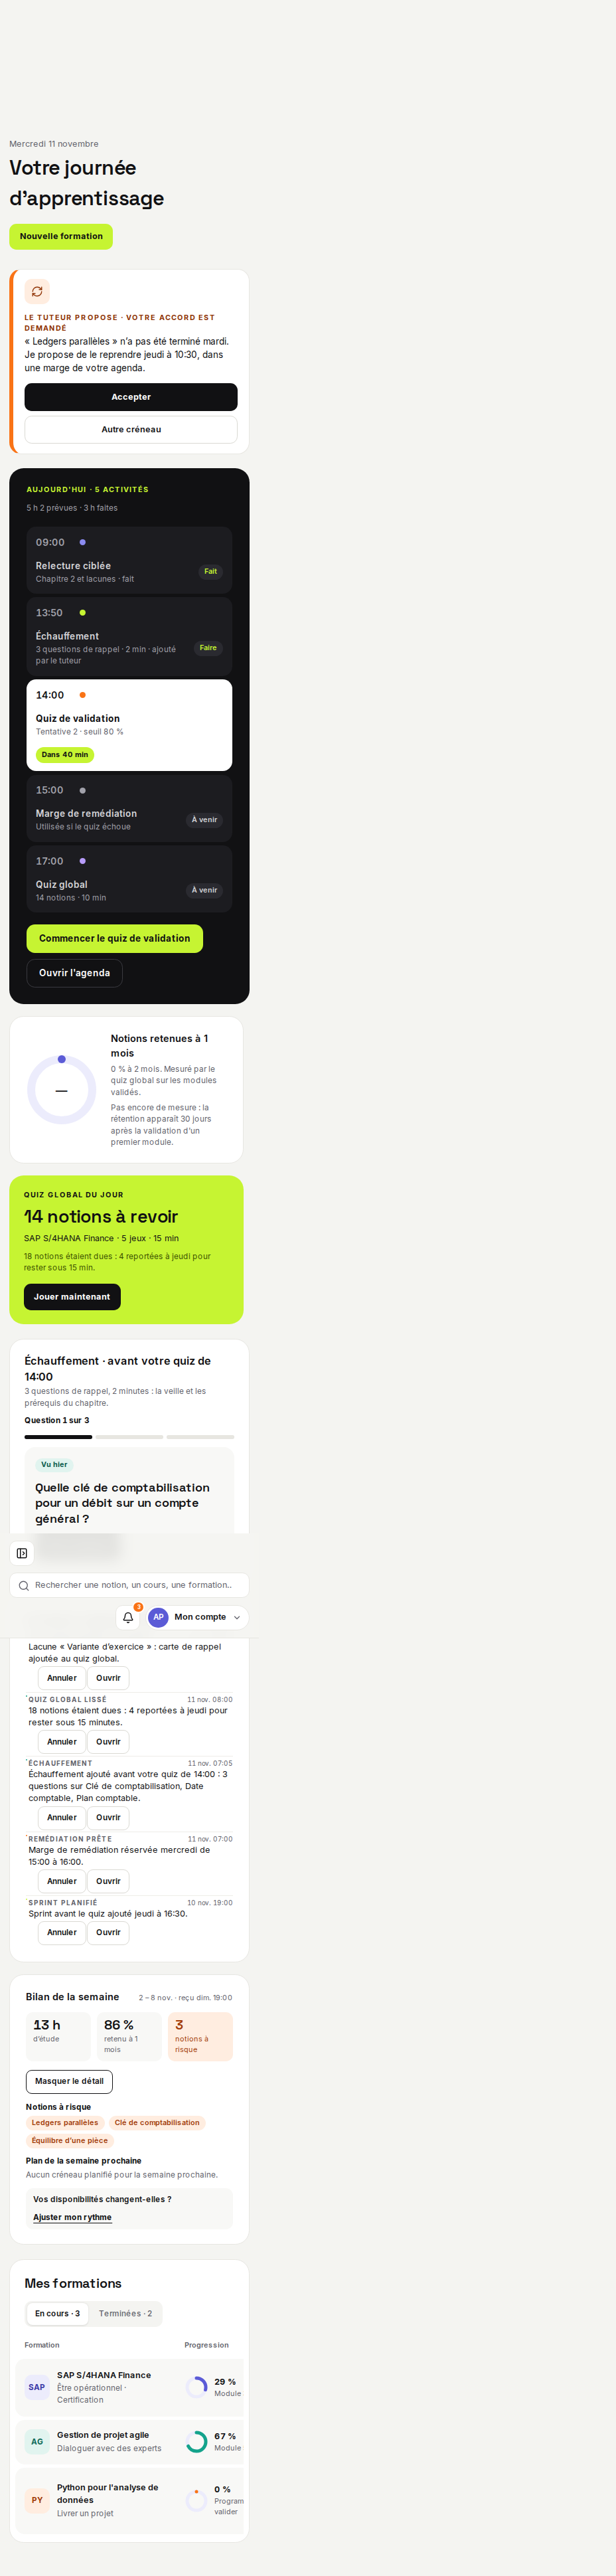 Mercredi 11 novembre
Votre journée
d’apprentissage
Nouvelle formation
LE TUTEUR PROPOSE · VOTRE ACCORD EST
DEMANDÉ
« Ledgers parallèles » n’a pas été terminé mardi.
Je propose de le reprendre jeudi à 10:30, dans
une marge de votre agenda.
Accepter
Autre créneau
AUJOURD'HUI · 5 ACTIVITÉS
5 h 2 prévues · 3 h faites
09:00
Relecture ciblée
Chapitre 2 et lacunes · fait
Fait
13:50
Échauffement
3 questions de rappel · 2 min · ajouté
par le tuteur
Faire
14:00
Quiz de validation
Tentative 2 · seuil 80 %
Dans 40 min
15:00
Marge de remédiation
Utilisée si le quiz échoue
À venir
17:00
Quiz global
14 notions · 10 min
À venir
Commencer le quiz de validation
Ouvrir l'agenda
Notions retenues à 1
mois
0 % à 2 mois. Mesuré par le
quiz global sur les modules
validés.
Pas encore de mesure : la
rétention apparaît 30 jours
après la validation d'un
premier module.
—
QUIZ GLOBAL DU JOUR
14 notions à revoir
SAP S/4HANA Finance · 5 jeux · 15 min
18 notions étaient dues : 4 reportées à jeudi pour
rester sous 15 min.
Jouer maintenant
Échauffement · avant votre quiz de
14:00
3 questions de rappel, 2 minutes : la veille et les
prérequis du chapitre.
Question 1 sur 3
Vu hier
Quelle clé de comptabilisation
pour un débit sur un compte
général ?
Rechercher une notion, un cours, une formation..
3
AP
Mon compte
Lacune « Variante d’exercice » : carte de rappel
ajoutée au quiz global.
Annuler
Ouvrir
QUIZ GLOBAL LISSÉ
11 nov. 08:00
18 notions étaient dues : 4 reportées à jeudi pour
rester sous 15 minutes.
Annuler
Ouvrir
ÉCHAUFFEMENT
11 nov. 07:05
Échauffement ajouté avant votre quiz de 14:00 : 3
questions sur Clé de comptabilisation, Date
comptable, Plan comptable.
Annuler
Ouvrir
REMÉDIATION PRÊTE
11 nov. 07:00
Marge de remédiation réservée mercredi de
15:00 à 16:00.
Annuler
Ouvrir
SPRINT PLANIFIÉ
10 nov. 19:00
Sprint avant le quiz ajouté jeudi à 16:30.
Annuler
Ouvrir
Bilan de la semaine
2 – 8 nov. · reçu dim. 19:00
13 h
d’étude
86 %
retenu à 1
mois
3
notions à
risque
Masquer le détail
Notions à risque
Ledgers parallèles
Clé de comptabilisation
Équilibre d’une pièce
Plan de la semaine prochaine
Aucun créneau planifié pour la semaine prochaine.
Vos disponibilités changent-elles ?
Ajuster mon rythme
Mes formations
En cours · 3
Terminées · 2
Formation
Progression
SAP
SAP S/4HANA Finance
Être opérationnel ·
Certification
29 %
Module
AG
Gestion de projet agile
Dialoguer avec des experts
67 %
Module
PY
Python pour l'analyse de
données
Livrer un projet
0 %
Program
valider